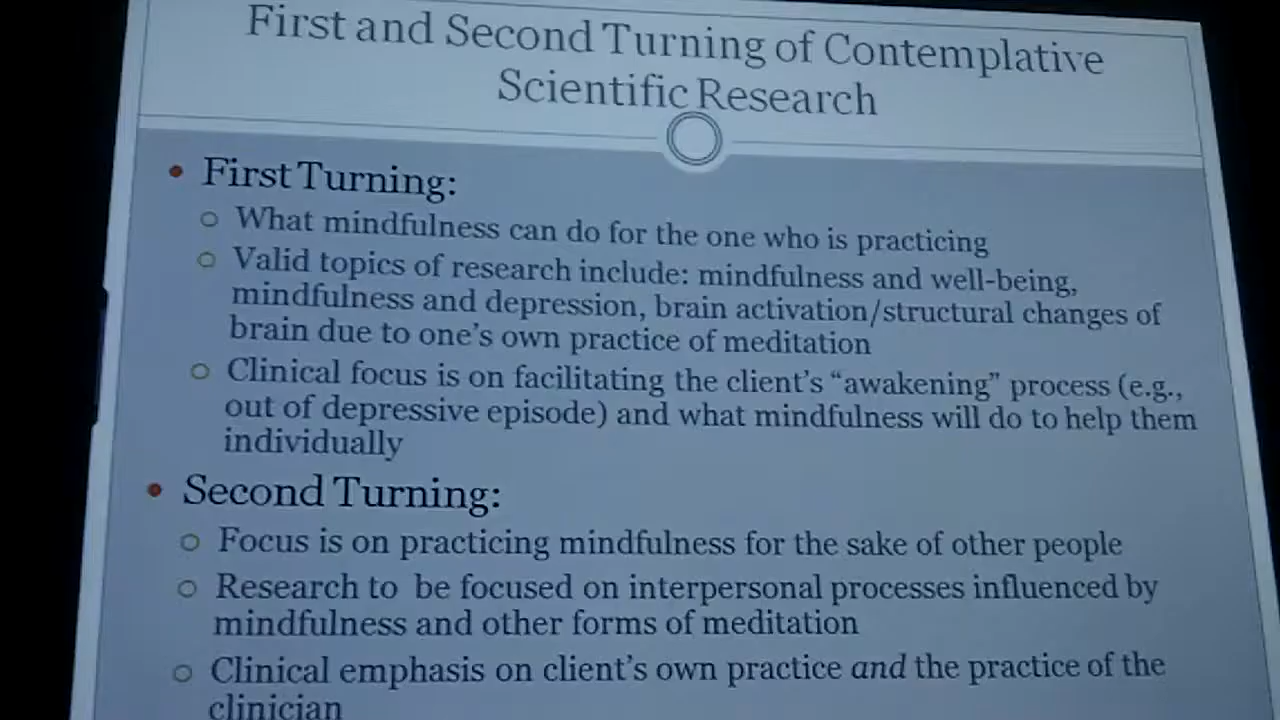 First and Second Turning of Contemplative
Scientific Research
• First Turning:
○ What mindfulness can do for the one who is practicing
○ Valid topics of research include: mindfulness and well-being,
mindfulness and depression, brain activation/structural changes of
brain due to one's own practice of meditation
○ Clinical focus is on facilitating the client's “awakening” process (e.g.,
out of depressive episode) and what mindfulness will do to help them
individually
• Second Turning:
○ Focus is on practicing mindfulness for the sake of other people
○ Research to be focused on interpersonal processes influenced by
mindfulness and other forms of meditation
○ Clinical emphasis on client's own practice and the practice of the
clinician